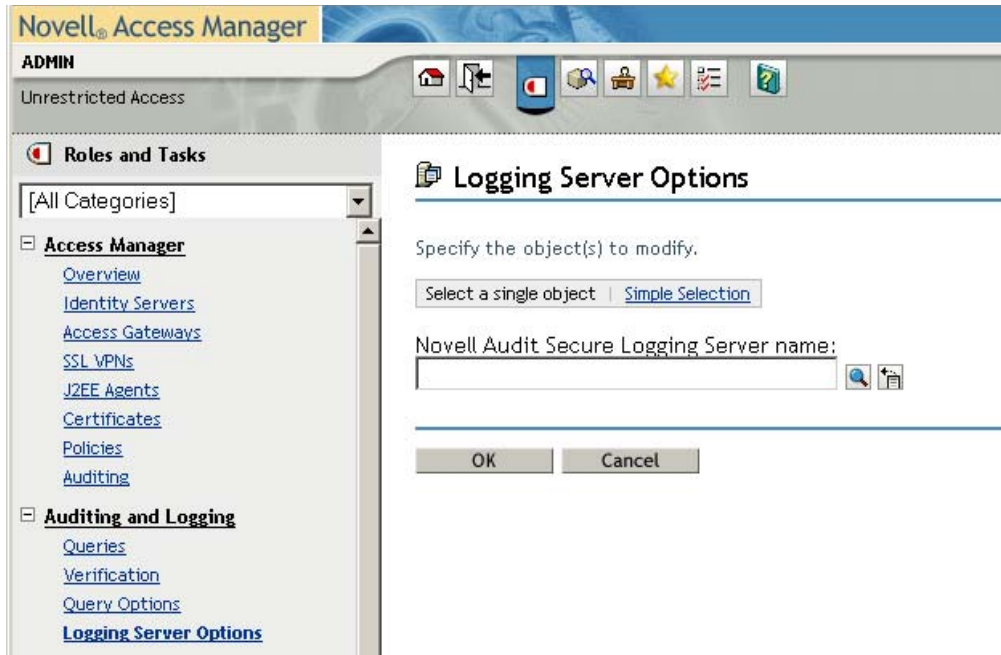 Novell® Access Manager
ADMIN
Unrestricted Access
Roles and Tasks
[All Categories]
Access Manager
Overview
Identity Servers
Access Gateways
SSL VPNs
J2EE Agents
Certificates
Policies
Auditing
Auditing and Logging
Queries
Verification
Query Options
Logging Server Options
Logging Server Options
Specify the object(s) to modify.
Select a single object | Simple Selection
Novell Audit Secure Logging Server name:
OK Cancel